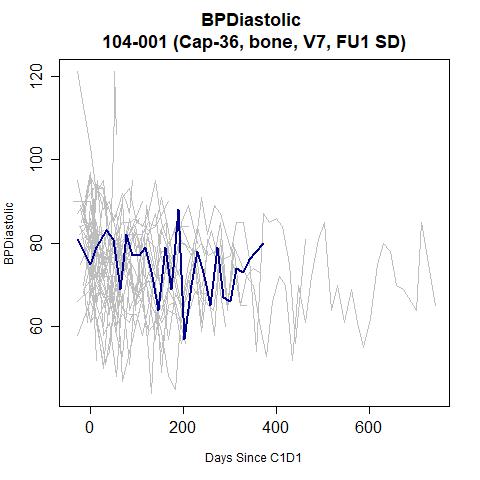 BPDiastolic
104-001 (Cap-36, bone, V7, FU1 SD)
120
100
80
60
BPDiastolic
0
200
400
600
Days Since C1D1